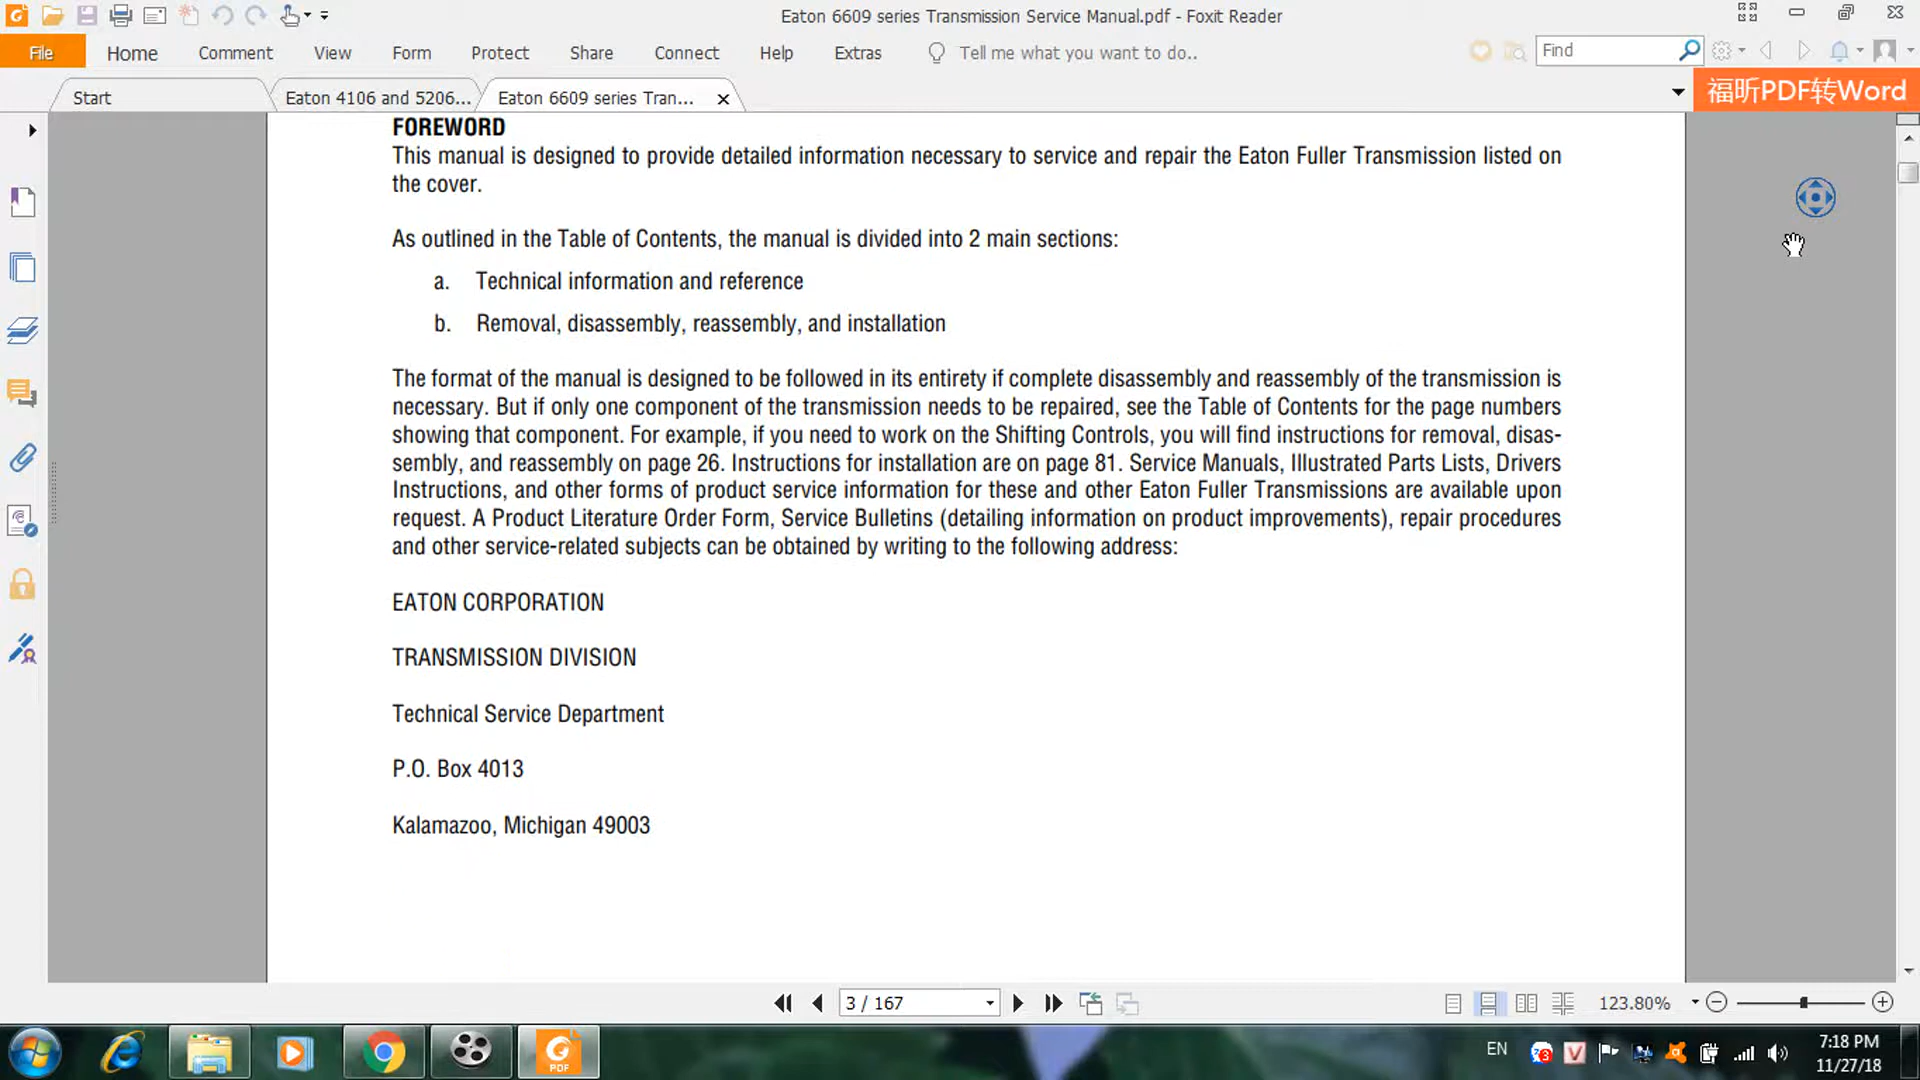 Eaton 6609 series Transmission Service Manual.pdf - Foxit Reader
File Home Comment View Form Protect Share Connect Help Extras Tell me what you want to do.. Find
Start Eaton 4106 and 5206... Eaton 6609 series Tran... 福昕PDF转Word
FOREWORD
This manual is designed to provide detailed information necessary to service and repair the Eaton Fuller Transmission listed on
the cover.
As outlined in the Table of Contents, the manual is divided into 2 main sections:
a. Technical information and reference
b. Removal, disassembly, reassembly, and installation
The format of the manual is designed to be followed in its entirety if complete disassembly and reassembly of the transmission is
necessary. But if only one component of the transmission needs to be repaired, see the Table of Contents for the page numbers
showing that component. For example, if you need to work on the Shifting Controls, you will find instructions for removal, disas-
sembly, and reassembly on page 26. Instructions for installation are on page 81. Service Manuals, Illustrated Parts Lists, Drivers
Instructions, and other forms of product service information for these and other Eaton Fuller Transmissions are available upon
request. A Product Literature Order Form, Service Bulletins (detailing information on product improvements), repair procedures
and other service-related subjects can be obtained by writing to the following address:
EATON CORPORATION
TRANSMISSION DIVISION
Technical Service Department
P.O. Box 4013
Kalamazoo, Michigan 49003
3 / 167 123.80%
PDF EN 7:18 PM
11/27/18